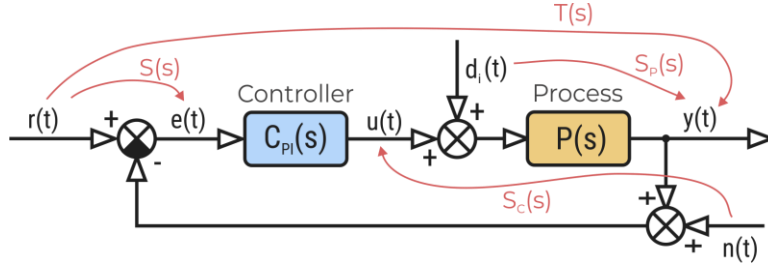 T(s)
S(s)
d_i(t)
S_P(s)
Controller
Process
r(t)
+
e(t)
C_PI(s)
u(t)
+
+
P(s)
y(t)
-
S_C(s)
+
+
n(t)